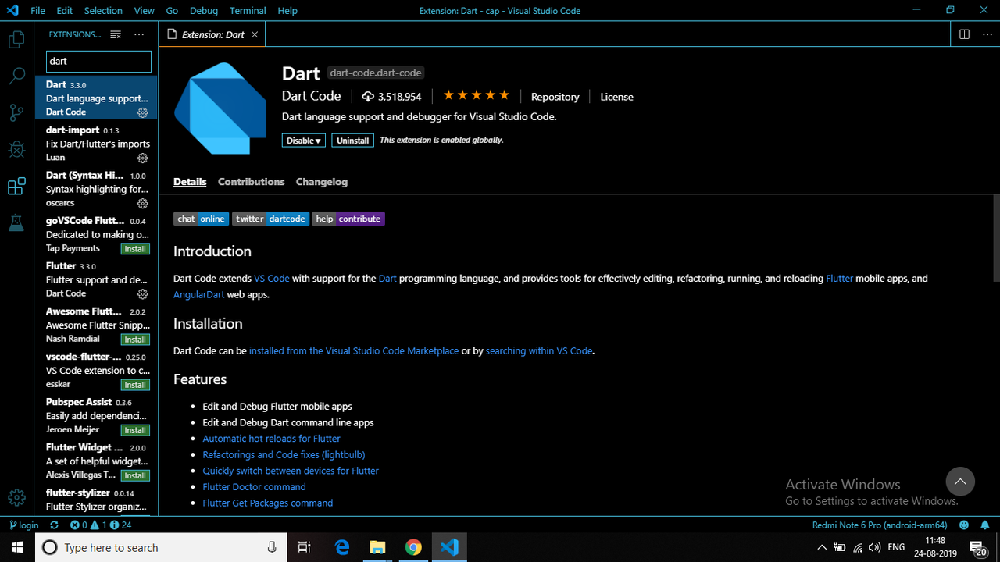 File Edit Selection View Go Debug Terminal Help
Extension: Dart - cap - Visual Studio Code
EXTENSIONS...
Extension: Dart
dart
Dart 3.3.0
Dart language support...
Dart Code
dart-import 0.1.3
Fix Dart/Flutter's imports
Luan
Dart (Syntax Hi... 1.0.0
Syntax highlighting for...
oscarcs
goVSCode Flutt... 0.0.4
Dedicated to making o...
Tap Payments Install
Flutter 3.3.0
Flutter support and de...
Dart Code
Awesome Flutt... 2.0.2
Awesome Flutter Snipp...
Nash Ramdial Install
vscode-flutter-... 0.25.0
VS Code extension to c...
esskar Install
Pubspec Assist 0.3.6
Easily add dependenci...
Jeroen Meijer Install
Flutter Widget ... 2.0.0
A set of helpful widget...
Alexis Villegas T... Install
flutter-stylizer 0.0.14
Flutter Stylizer organiz...
Dart dart-code.dart-code
Dart Code 3,518,954 Repository License
Dart language support and debugger for Visual Studio Code.
Disable Uninstall This extension is enabled globally.
Details Contributions Changelog
chat online twitter dartcode help contribute
Introduction
Dart Code extends VS Code with support for the Dart programming language, and provides tools for effectively editing, refactoring, running, and reloading Flutter mobile apps, and
AngularDart web apps.
Installation
Dart Code can be installed from the Visual Studio Code Marketplace or by searching within VS Code.
Features
Edit and Debug Flutter mobile apps
Edit and Debug Dart command line apps
Automatic hot reloads for Flutter
Refactorings and Code fixes (lightbulb)
Quickly switch between devices for Flutter
Flutter Doctor command
Flutter Get Packages command
Activate Windows
Go to Settings to activate Windows.
login 0 1 24
Redmi Note 6 Pro (android-arm64)
Type here to search
ENG
11:48
24-08-2019
20